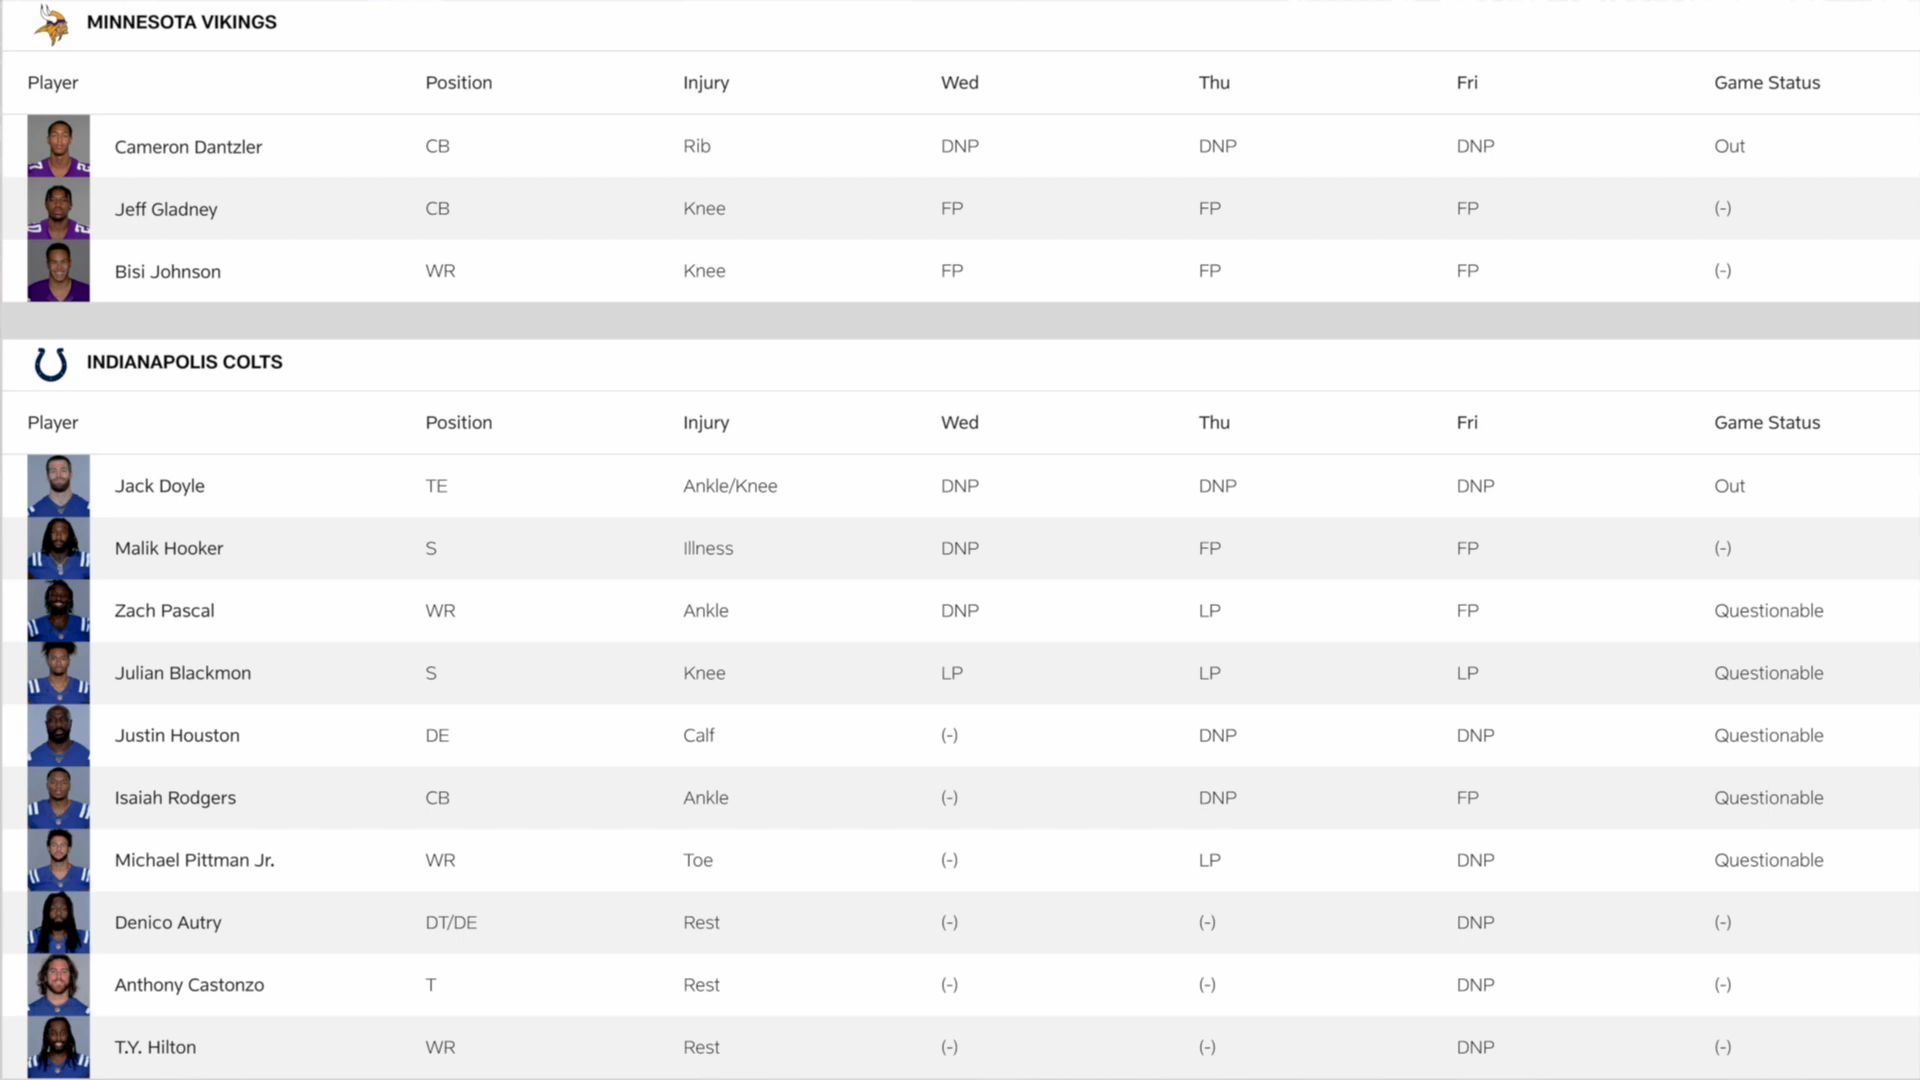 MINNESOTA VIKINGS
Player Position Injury Wed Thu Fri Game Status
Cameron Dantzler CB Rib DNP DNP DNP Out
Jeff Gladney CB Knee FP FP FP (-)
Bisi Johnson WR Knee FP FP FP (-)
INDIANAPOLIS COLTS
Player Position Injury Wed Thu Fri Game Status
Jack Doyle TE Ankle/Knee DNP DNP DNP Out
Malik Hooker S Illness DNP FP FP (-)
Zach Pascal WR Ankle DNP LP FP Questionable
Julian Blackmon S Knee LP LP LP Questionable
Justin Houston DE Calf (-) DNP DNP Questionable
Isaiah Rodgers CB Ankle (-) DNP FP Questionable
Michael Pittman Jr. WR Toe (-) LP DNP Questionable
Denico Autry DT/DE Rest (-) (-) DNP (-)
Anthony Castonzo T Rest (-) (-) DNP (-)
T.Y. Hilton WR Rest (-) (-) DNP (-)